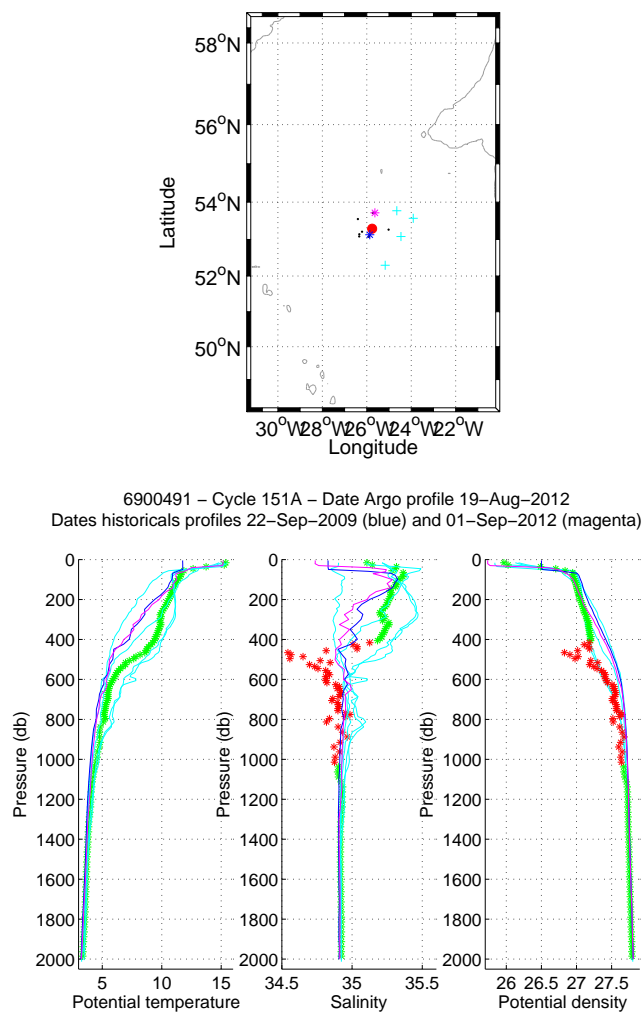 58°N
56°N
54°N
52°N
50°N
Latitude
30°W 28°W 26°W 24°W 22°W
Longitude
6900491 − Cycle 151A − Date Argo profile 19−Aug−2012
Dates historicals profiles 22−Sep−2009 (blue) and 01−Sep−2012 (magenta)
0
200
400
600
800
1000
1200
1400
1600
1800
2000
Pressure (db)
5 10 15
Potential temperature
0
200
400
600
800
1000
1200
1400
1600
1800
2000
Pressure (db)
34.5 35 35.5
Salinity
0
200
400
600
800
1000
1200
1400
1600
1800
2000
Pressure (db)
26 26.5 27 27.5
Potential density